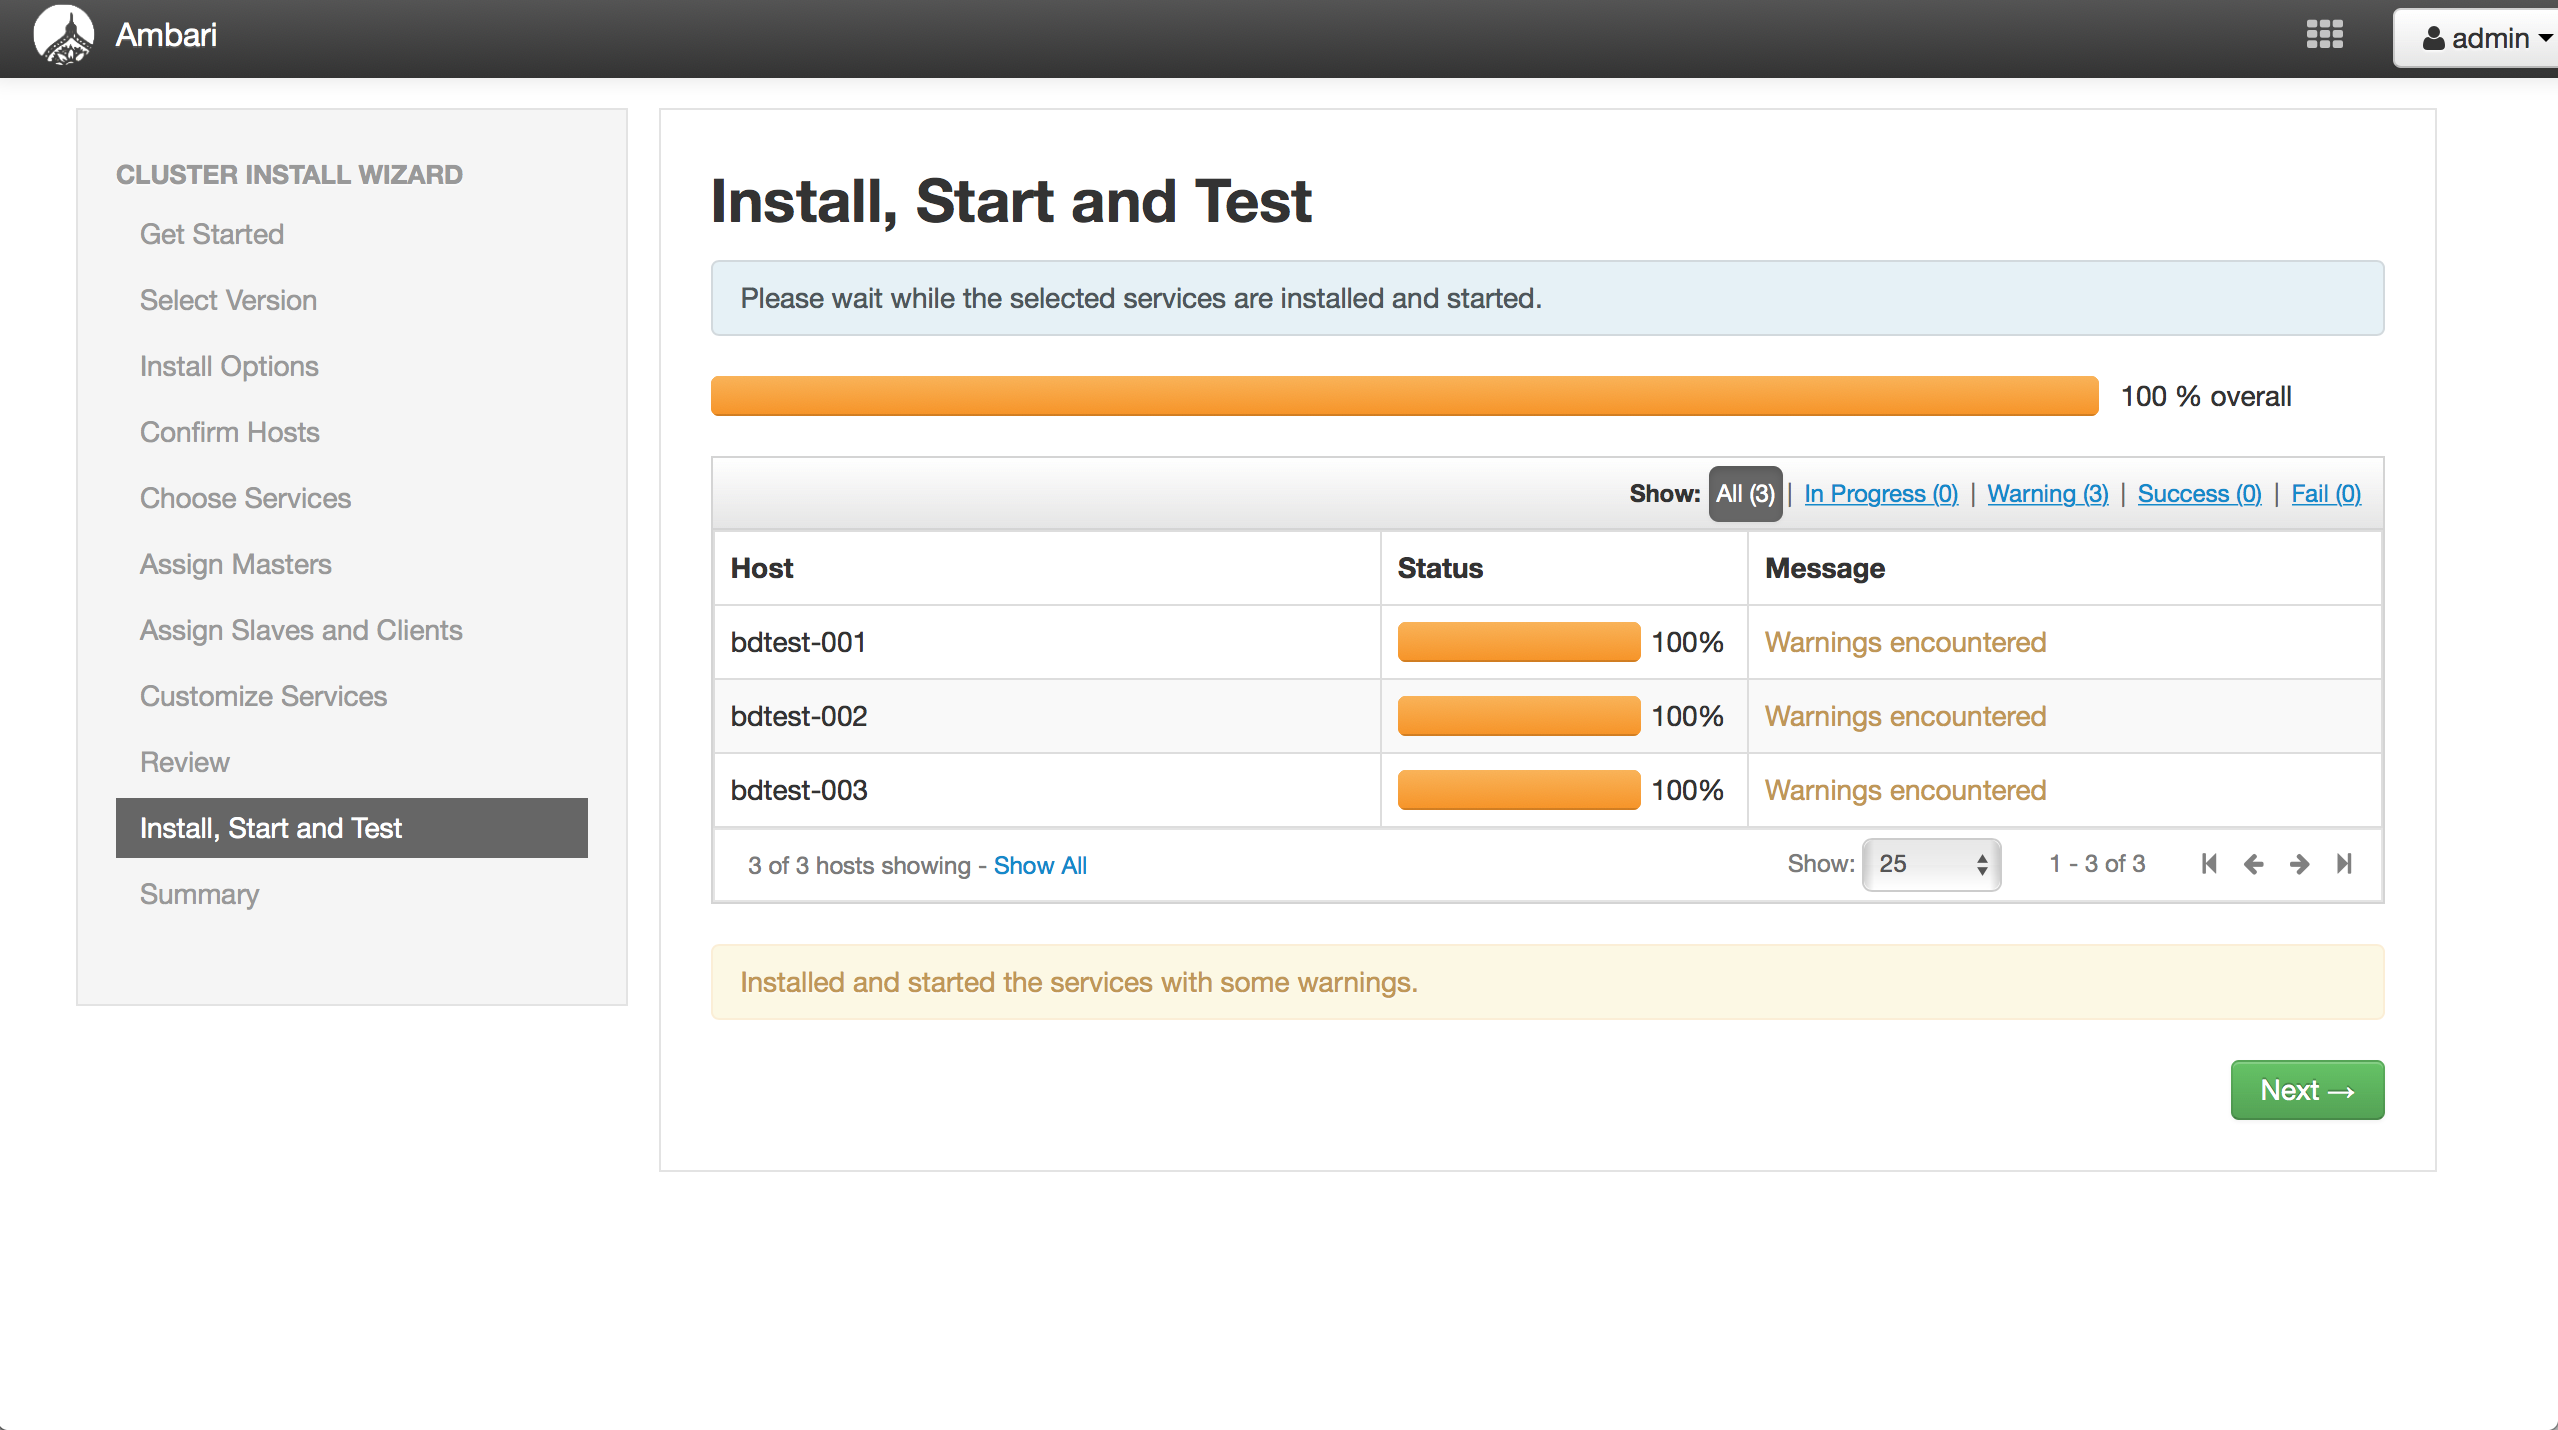 Ambari
admin
CLUSTER INSTALL WIZARD
Get Started
Select Version
Install Options
Confirm Hosts
Choose Services
Assign Masters
Assign Slaves and Clients
Customize Services
Review
Install, Start and Test
Summary
Install, Start and Test
Please wait while the selected services are installed and started.
100 % overall
Show: All (3) | In Progress (0) | Warning (3) | Success (0) | Fail (0)
Host Status Message
bdtest-001 100% Warnings encountered
bdtest-002 100% Warnings encountered
bdtest-003 100% Warnings encountered
3 of 3 hosts showing - Show All Show: 25 1 - 3 of 3
Installed and started the services with some warnings.
Next →